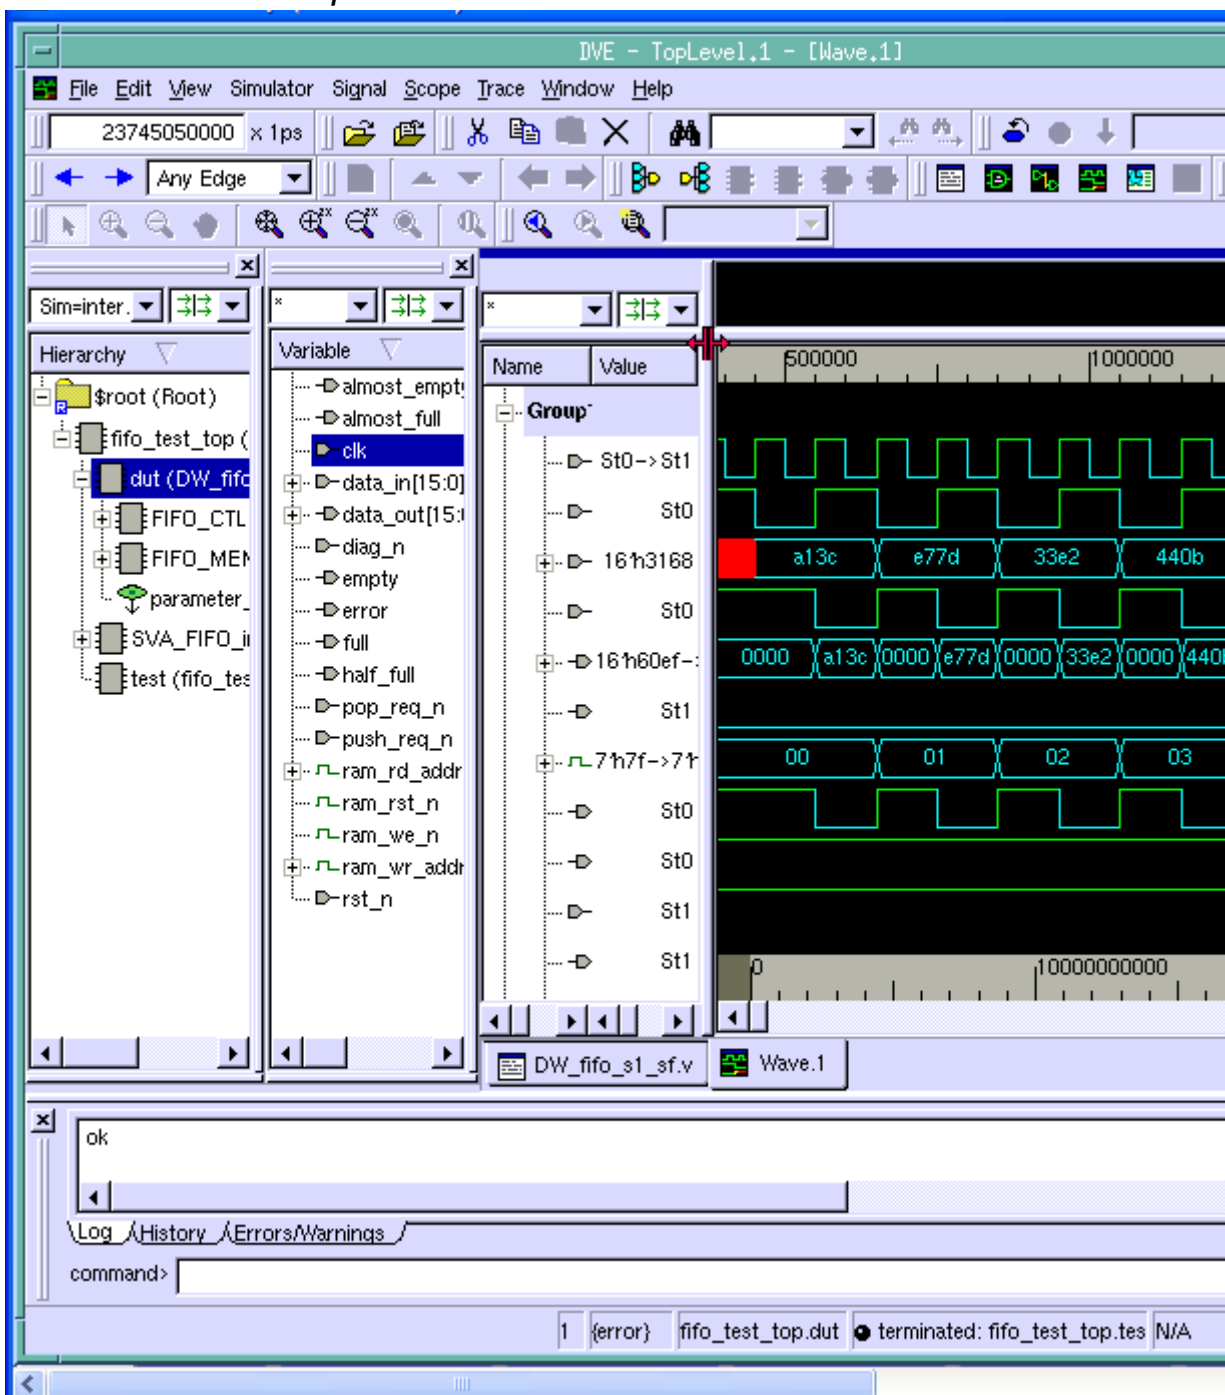 DVE - TopLevel.1 - [Wave.1]
File Edit View Simulator Signal Scope Trace Window Help
23745050000 x 1ps
Any Edge
Sim=inter.
*
*
Hierarchy
Variable
Name Value
500000 1000000
$root (Root)
fifo_test_top (
dut (DW_fifo
FIFO_CTL
FIFO_MEM
parameter_
SVA_FIFO_i
test (fifo_tes
almost_empty
almost_full
clk
data_in[15:0]
data_out[15:0
diag_n
empty
error
full
half_full
pop_req_n
push_req_n
ram_rd_addr
ram_rst_n
ram_we_n
ram_wr_addr
rst_n
Group
St0->St1
St0
16'h3168 a13c e77d 33e2 440b
St0
16'h60ef-> 0000 a13c 0000 e77d 0000 33e2 0000 440b
St1
7'h7f->7'h 00 01 02 03
St0
St0
St1
St1
0 10000000000
DW_fifo_s1_sf.v Wave.1
ok
Log History Errors/Warnings
command>
1 {error} fifo_test_top.dut terminated: fifo_test_top.tes N/A